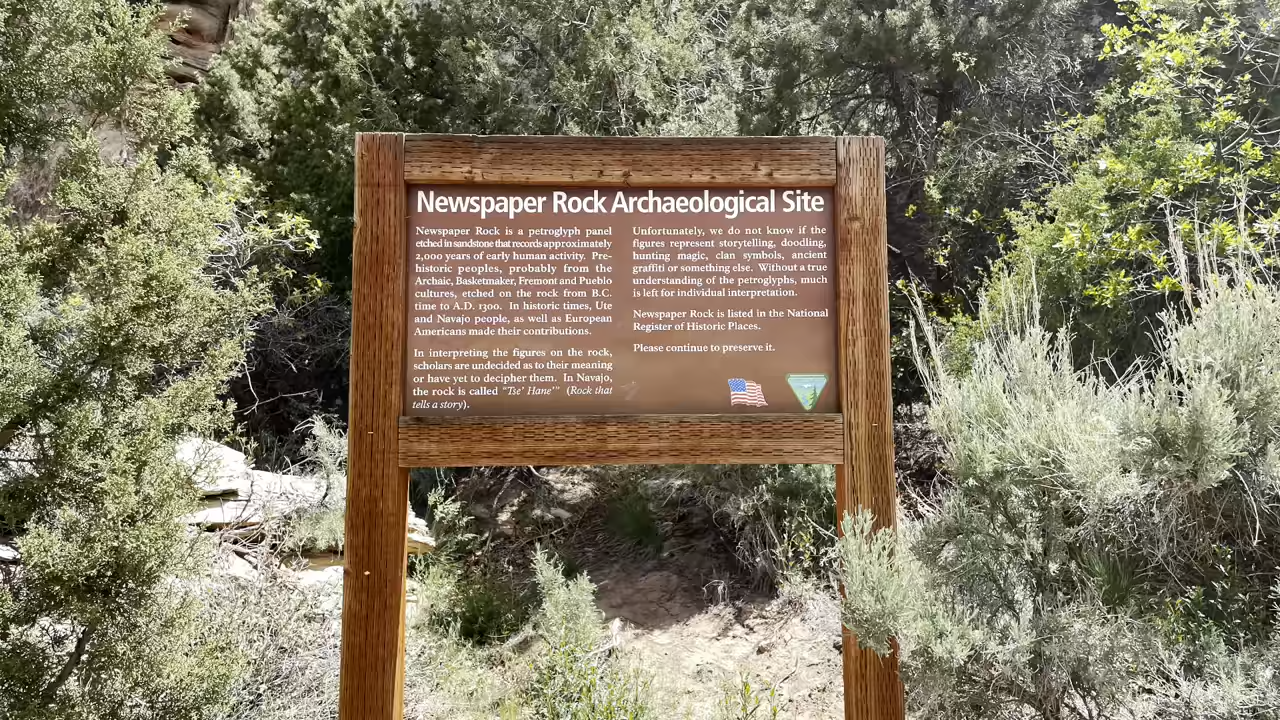 Newspaper Rock Archaeological Site
Newspaper Rock is a petroglyph panel
etched in sandstone that records approximately
2,000 years of early human activity. Pre-
historic peoples, probably from the
Archaic, Basketmaker, Fremont and Pueblo
cultures, etched on the rock from B.C.
time to A.D. 1300. In historic times, Ute
and Navajo people, as well as European
Americans made their contributions.
In interpreting the figures on the rock,
scholars are undecided as to their meaning
or have yet to decipher them. In Navajo,
the rock is called "Tse' Hane'" (Rock that
tells a story).
Unfortunately, we do not know if the
figures represent storytelling, doodling,
hunting magic, clan symbols, ancient
graffiti or something else. Without a true
understanding of the petroglyphs, much
is left for individual interpretation.
Newspaper Rock is listed in the National
Register of Historic Places.
Please continue to preserve it.